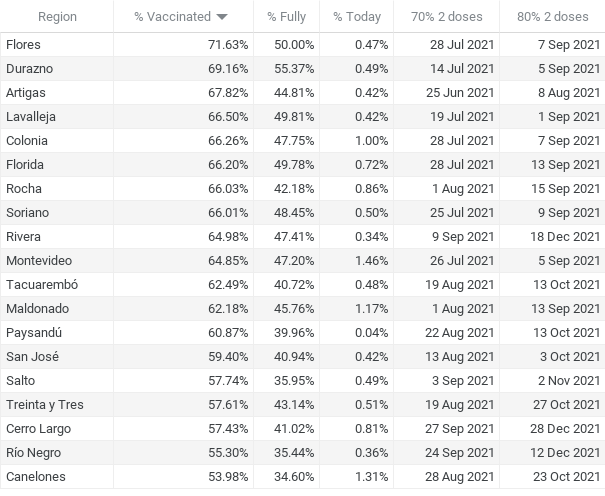 Region % Vaccinated % Fully % Today 70% 2 doses 80% 2 doses
Flores 71.63% 50.00% 0.47% 28 Jul 2021 7 Sep 2021
Durazno 69.16% 55.37% 0.49% 14 Jul 2021 5 Sep 2021
Artigas 67.82% 44.81% 0.42% 25 Jun 2021 8 Aug 2021
Lavalleja 66.50% 49.81% 0.42% 19 Jul 2021 1 Sep 2021
Colonia 66.26% 47.75% 1.00% 28 Jul 2021 7 Sep 2021
Florida 66.20% 49.78% 0.72% 28 Jul 2021 13 Sep 2021
Rocha 66.03% 42.18% 0.86% 1 Aug 2021 15 Sep 2021
Soriano 66.01% 48.45% 0.50% 25 Jul 2021 9 Sep 2021
Rivera 64.98% 47.41% 0.34% 9 Sep 2021 18 Dec 2021
Montevideo 64.85% 47.20% 1.46% 26 Jul 2021 5 Sep 2021
Tacuarembó 62.49% 40.72% 0.48% 19 Aug 2021 13 Oct 2021
Maldonado 62.18% 45.76% 1.17% 1 Aug 2021 13 Sep 2021
Paysandú 60.87% 39.96% 0.04% 22 Aug 2021 13 Oct 2021
San José 59.40% 40.94% 0.42% 13 Aug 2021 3 Oct 2021
Salto 57.74% 35.95% 0.49% 3 Sep 2021 2 Nov 2021
Treinta y Tres 57.61% 43.14% 0.51% 19 Aug 2021 27 Oct 2021
Cerro Largo 57.43% 41.02% 0.81% 27 Sep 2021 28 Dec 2021
Río Negro 55.30% 35.44% 0.36% 24 Sep 2021 12 Dec 2021
Canelones 53.98% 34.60% 1.31% 28 Aug 2021 23 Oct 2021